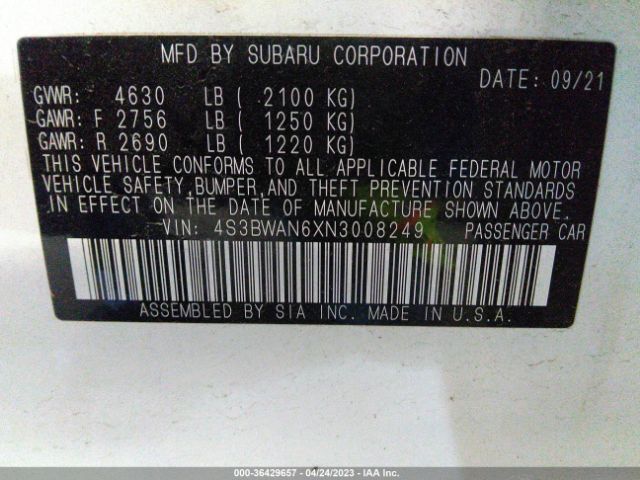 MFD BY SUBARU CORPORATION
DATE: 09/21
GVWR: 4630 LB ( 2100 KG)
GAWR: F 2756 LB ( 1250 KG)
GAWR: R 2690 LB ( 1220 KG)
THIS VEHICLE CONFORMS TO ALL APPLICABLE FEDERAL MOTOR
VEHICLE SAFETY,BUMPER,AND THEFT PREVENTION STANDARDS
IN EFFECT ON THE DATE OF MANUFACTURE SHOWN ABOVE.
VIN: 4S3BWAN6XN3008249 PASSENGER CAR
ASSEMBLED BY SIA INC. MADE IN U.S.A.
000-36429657 - 04/24/2023 - IAA Inc.